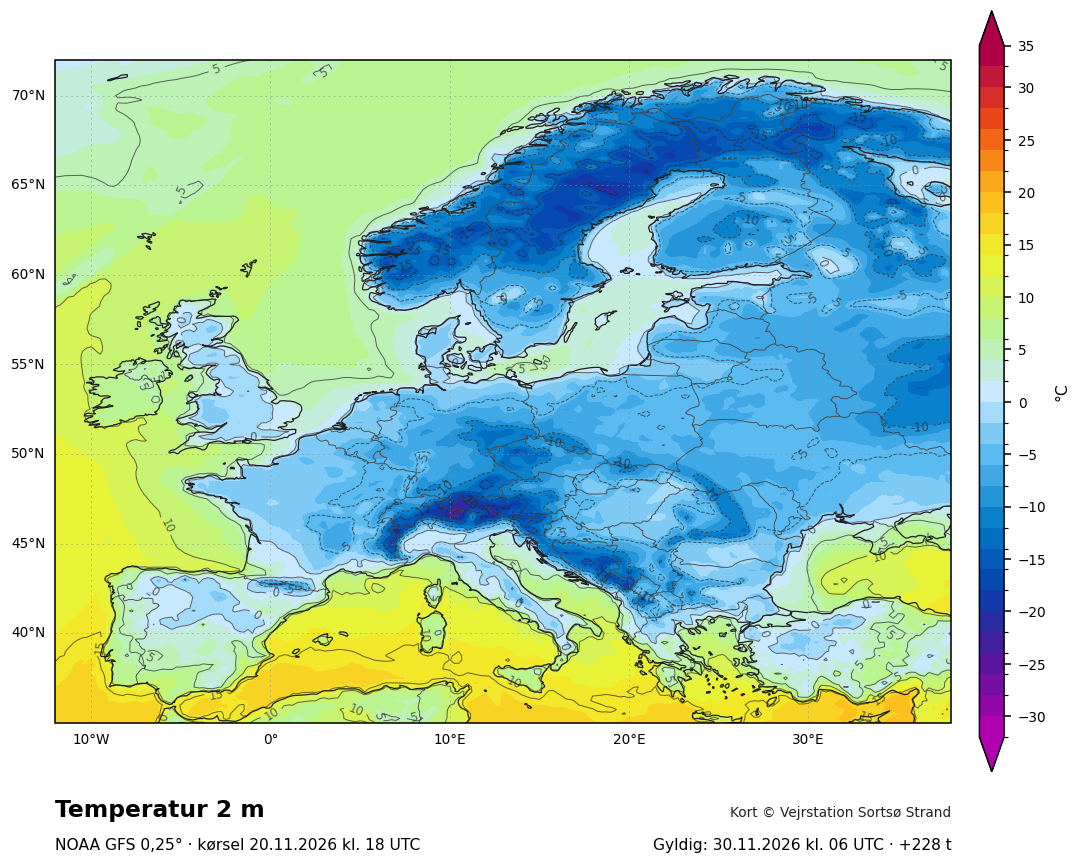 70°N
65°N
60°N
55°N
50°N
45°N
40°N
10°W 0° 10°E 20°E 30°E
35
30
25
20
15
10
5
0
−5
−10
−15
−20
−25
−30
°C
Temperatur 2 m
Kort © Vejrstation Sortsø Strand
NOAA GFS 0,25° · kørsel 20.11.2026 kl. 18 UTC
Gyldig: 30.11.2026 kl. 06 UTC · +228 t